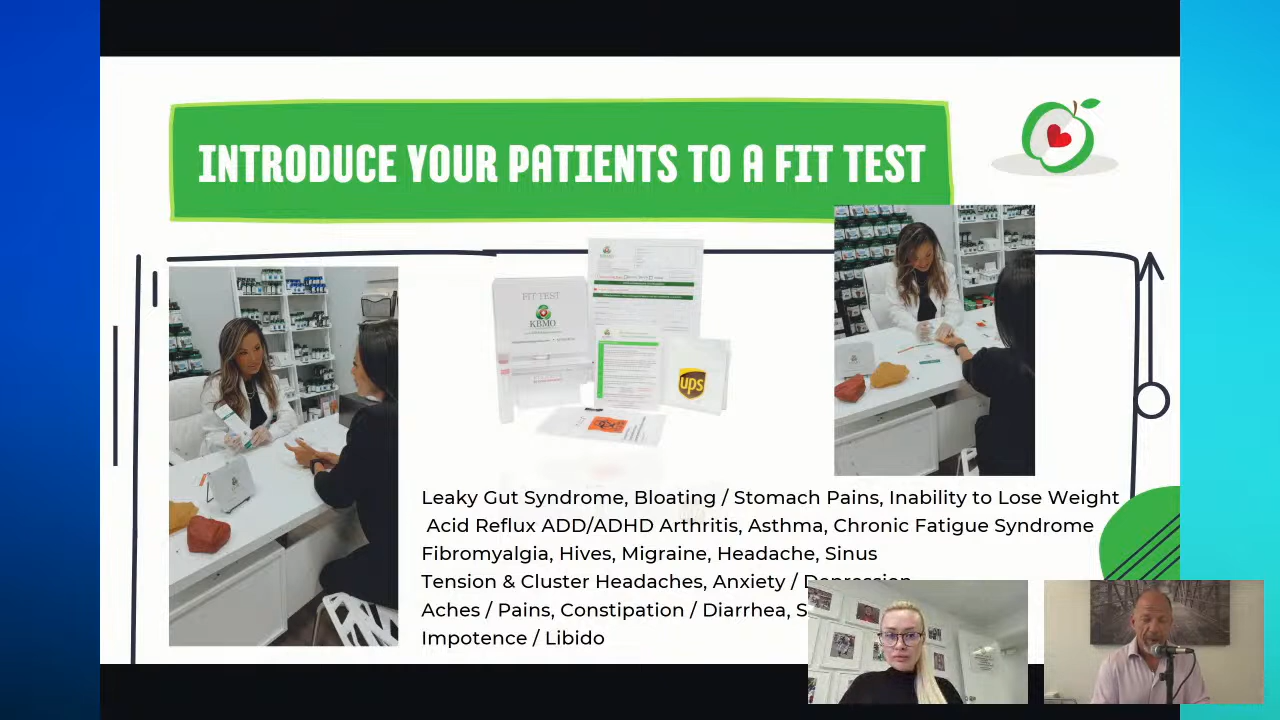 INTRODUCE YOUR PATIENTS TO A FIT TEST
FIT TEST
KBMO
ups
Leaky Gut Syndrome, Bloating / Stomach Pains, Inability to Lose Weight
Acid Reflux ADD/ADHD Arthritis, Asthma, Chronic Fatigue Syndrome
Fibromyalgia, Hives, Migraine, Headache, Sinus
Tension & Cluster Headaches, Anxiety / Depression
Aches / Pains, Constipation / Diarrhea, S
Impotence / Libido